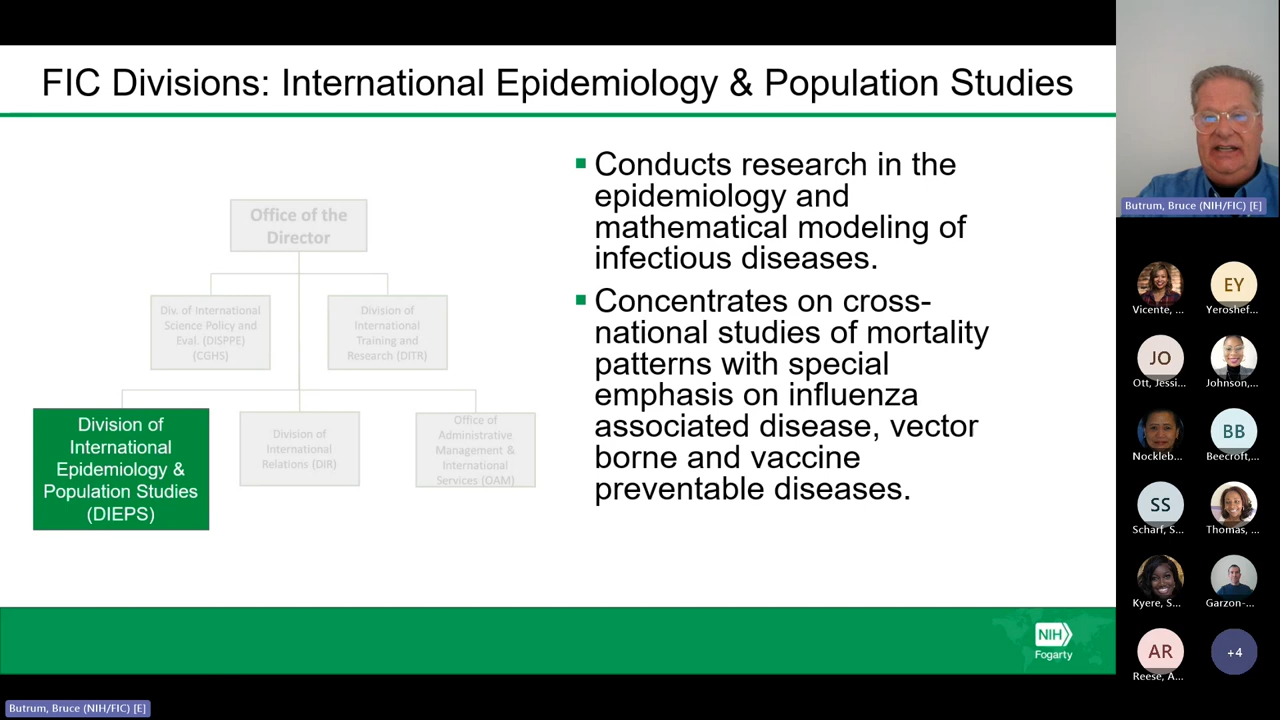 FIC Divisions: International Epidemiology & Population Studies
Office of the
Director
Div. of International
Science Policy and
Eval. (DISPPE)
(CGHS)
Division of
International
Training and
Research (DITR)
Division of
International
Epidemiology &
Population Studies
(DIEPS)
Division of
International
Relations (DIR)
Office of
Administrative
Management &
International
Services (OAM)
Conducts research in the
epidemiology and
mathematical modeling of
infectious diseases.
Concentrates on cross-
national studies of mortality
patterns with special
emphasis on influenza
associated disease, vector
borne and vaccine
preventable diseases.
NIH
Fogarty
Butrum, Bruce (NIH/FIC) [E]
Butrum, Bruce (NIH/FIC) [E]
Vicente, ...
EY
Yeroshef...
JO
Ott, Jessi...
Johnson,...
Nockleb...
BB
Beecroft,...
SS
Scharf, S...
Thomas, ...
Kyere, S...
Garzon-...
AR
Reese, A...
+4